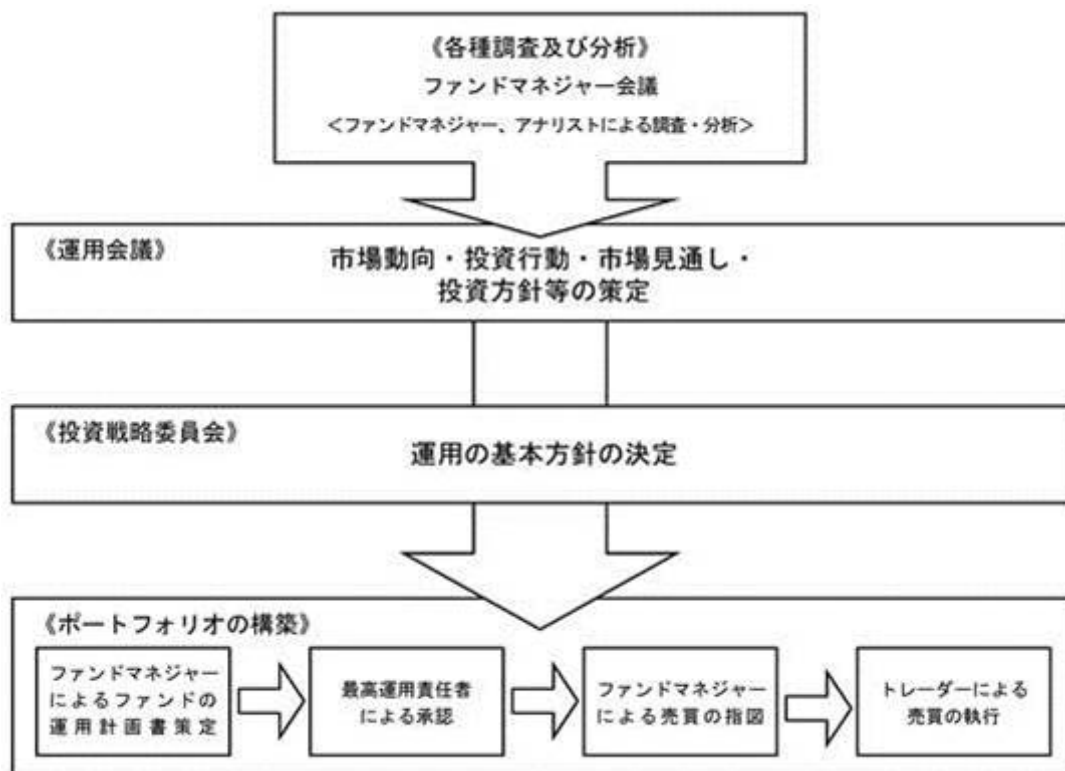 《各種調査及び分析》
ファンドマネジャー会議
＜ファンドマネジャー、アナリストによる調査・分析＞
《運用会議》
市場動向・投資行動・市場見通し・
投資方針等の策定
《投資戦略委員会》
運用の基本方針の決定
《ポートフォリオの構築》
ファンドマネジャー
によるファンドの
運用計画書策定
最高運用責任者
による承認
ファンドマネジャー
による売買の指図
トレーダーによる
売買の執行